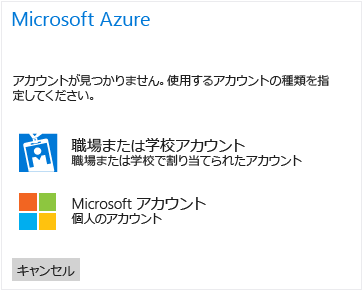 Microsoft Azure
アカウントが見つかりません。使用するアカウントの種類を指
定してください。
職場または学校アカウント
職場または学校で割り当てられたアカウント
Microsoft アカウント
個人のアカウント
キャンセル